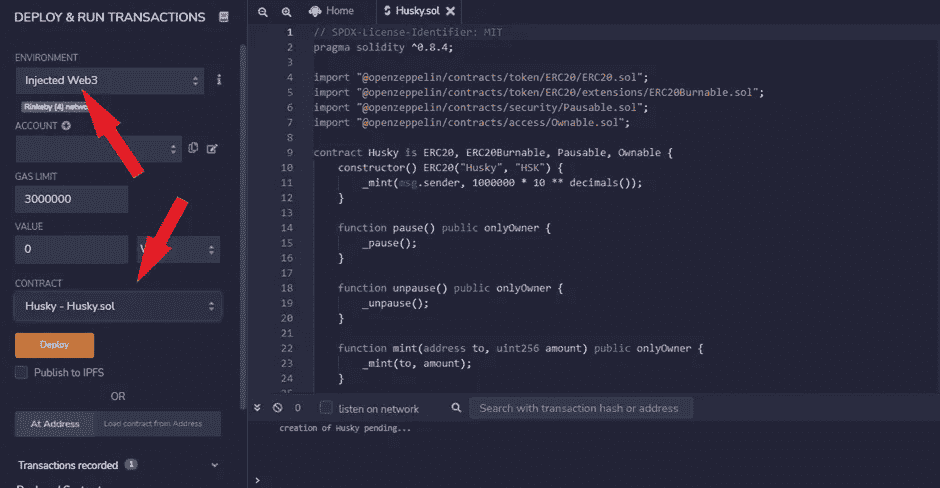 DEPLOY & RUN TRANSACTIONS
ENVIRONMENT
Injected Web3
Rinkeby (4)
ACCOUNT
GAS LIMIT
3000000
VALUE
0
CONTRACT
Husky - Husky.sol
Deploy
Publish to IPFS
OR
At Address
Load contract from Address
Transactions recorded 1
Home
Husky.sol
1 // SPDX-License-Identifier: MIT
2 pragma solidity ^0.8.4;
3
4 import "@openzeppelin/contracts/token/ERC20/ERC20.sol";
5 import "@openzeppelin/contracts/token/ERC20/extensions/ERC20Burnable.sol";
6 import "@openzeppelin/contracts/security/Pausable.sol";
7 import "@openzeppelin/contracts/access/Ownable.sol";
8
9 contract Husky is ERC20, ERC20Burnable, Pausable, Ownable {
10 constructor() ERC20("Husky", "HSK") {
11 _mint(msg.sender, 1000000 * 10 ** decimals());
12 }
13
14 function pause() public onlyOwner {
15 _pause();
16 }
17
18 function unpause() public onlyOwner {
19 _unpause();
20 }
21
22 function mint(address to, uint256 amount) public onlyOwner {
23 _mint(to, amount);
24 }
0
listen on network
Search with transaction hash or address
creation of Husky pending...
>